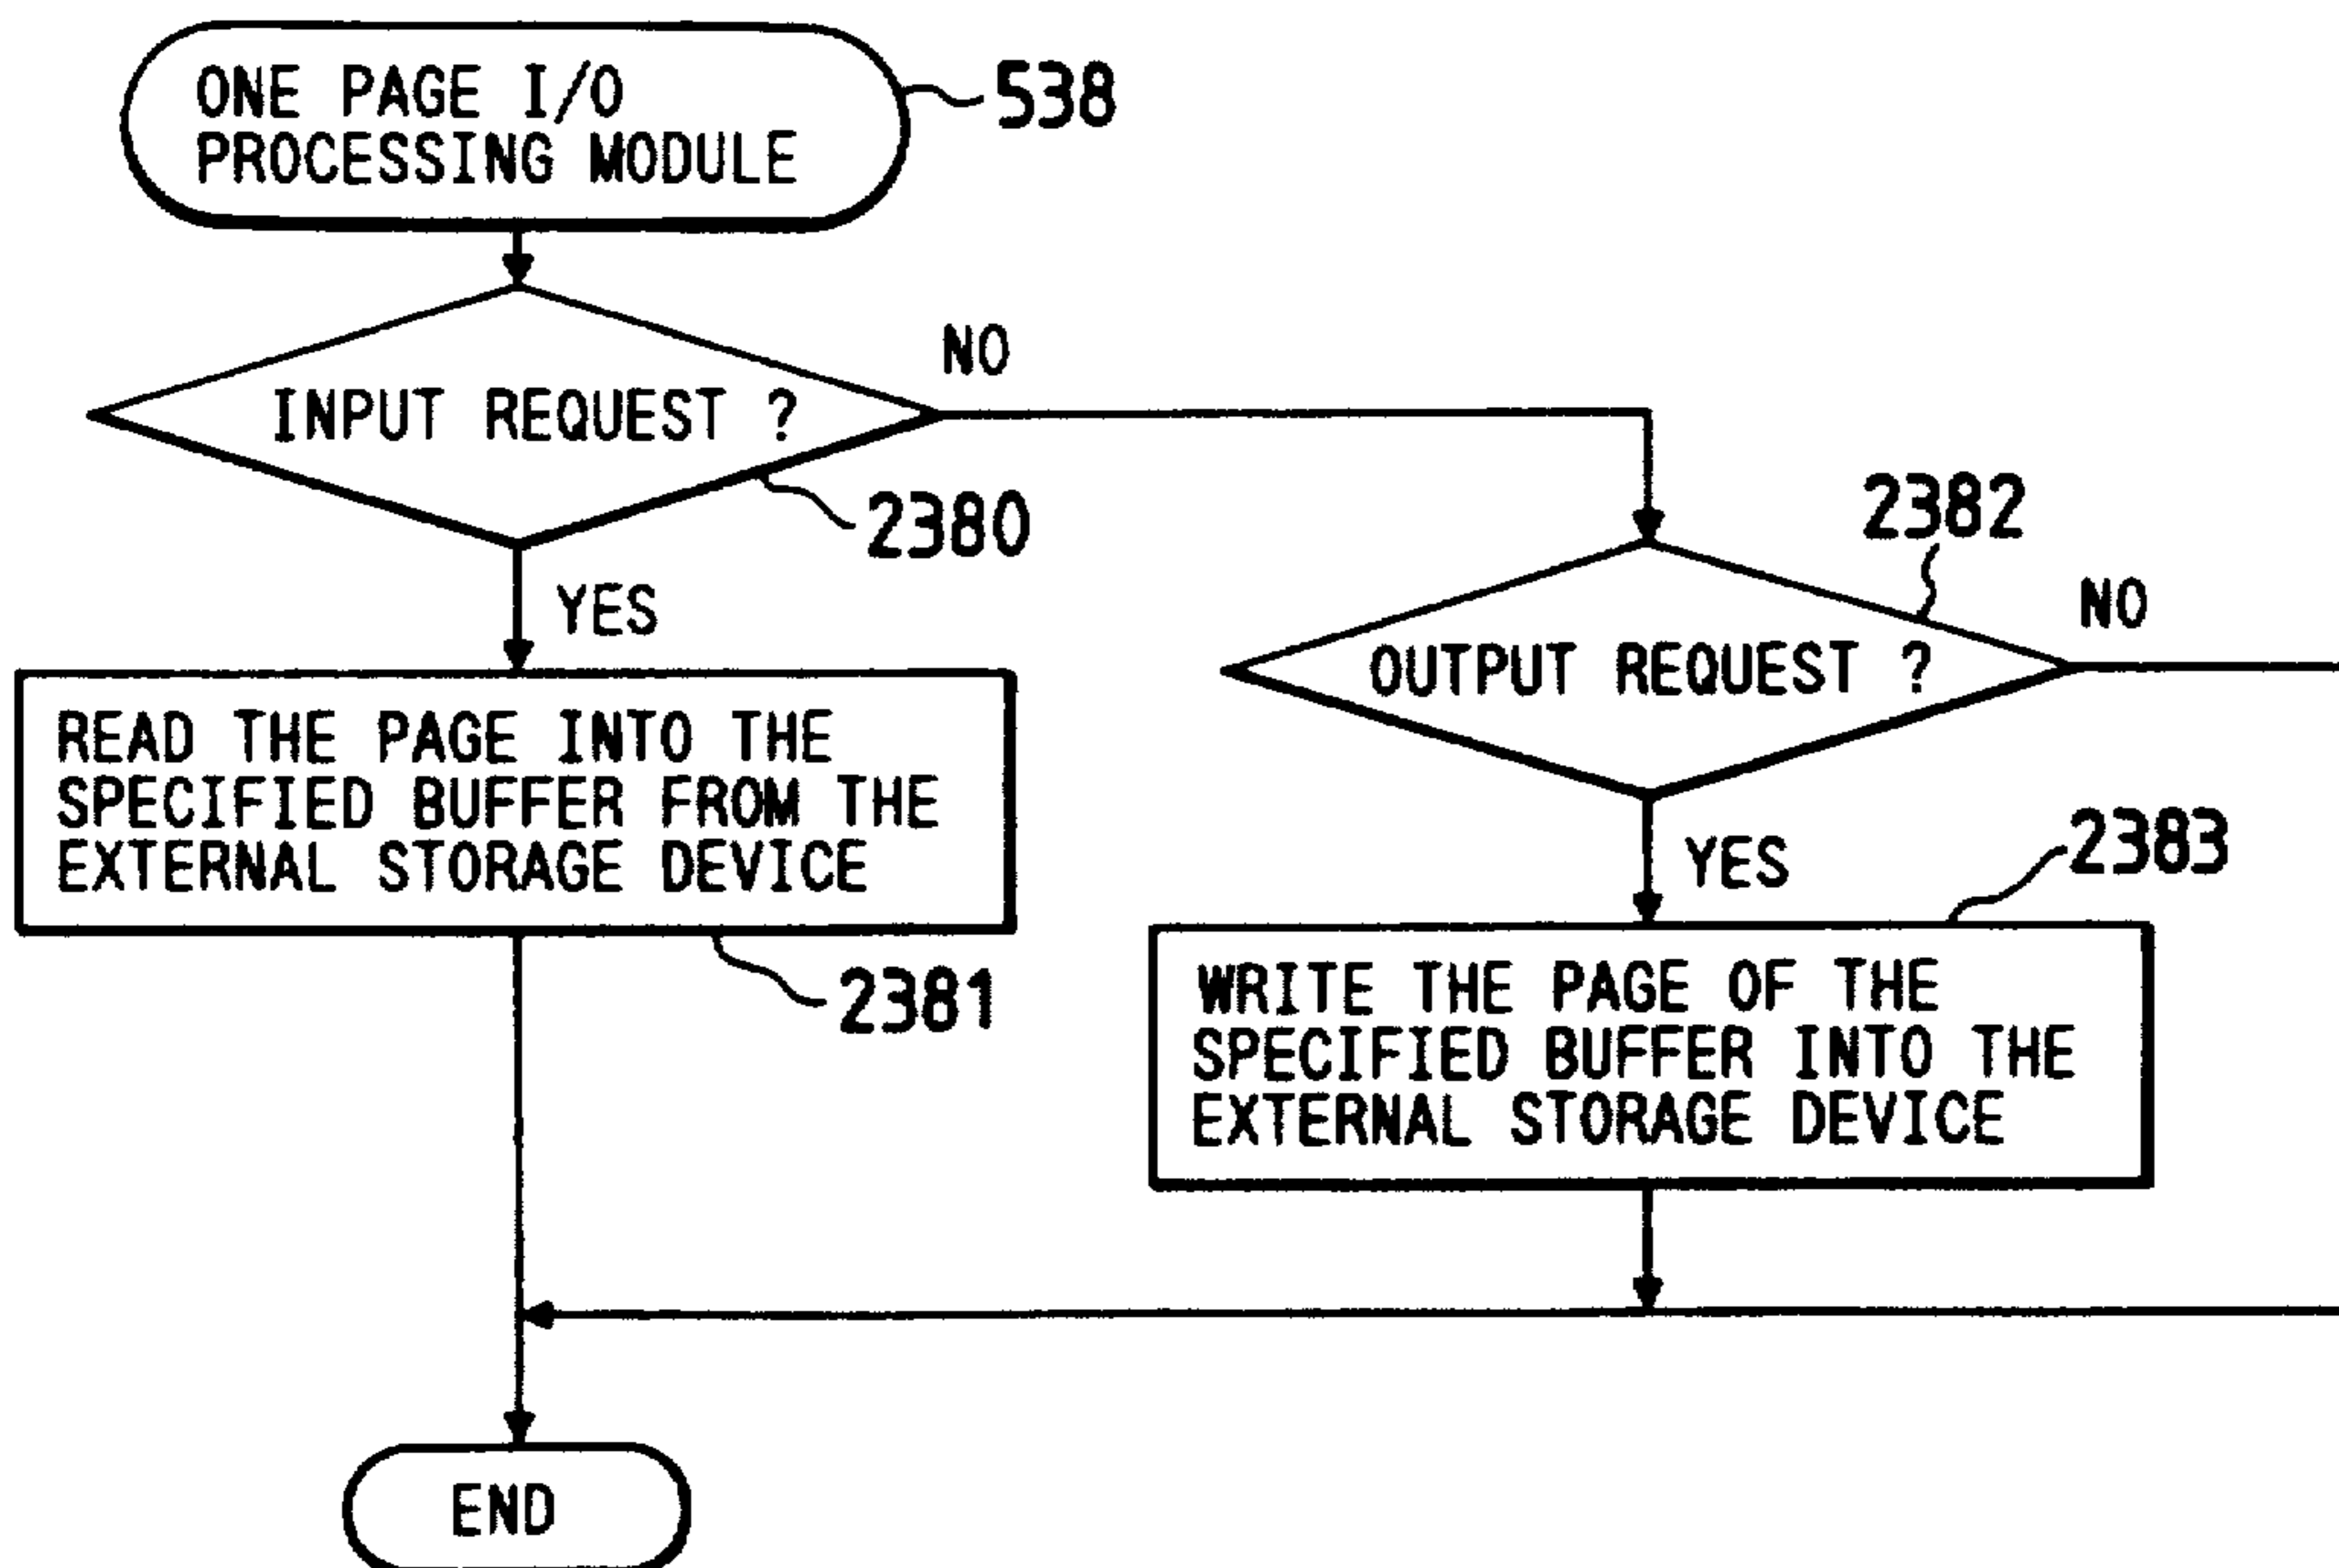 ONE PAGE I/O
PROCESSING MODULE
538
INPUT REQUEST ?
NO
2380
YES
READ THE PAGE INTO THE
SPECIFIED BUFFER FROM THE
EXTERNAL STORAGE DEVICE
2381
2382
OUTPUT REQUEST ?
NO
YES
2383
WRITE THE PAGE OF THE
SPECIFIED BUFFER INTO THE
EXTERNAL STORAGE DEVICE
END